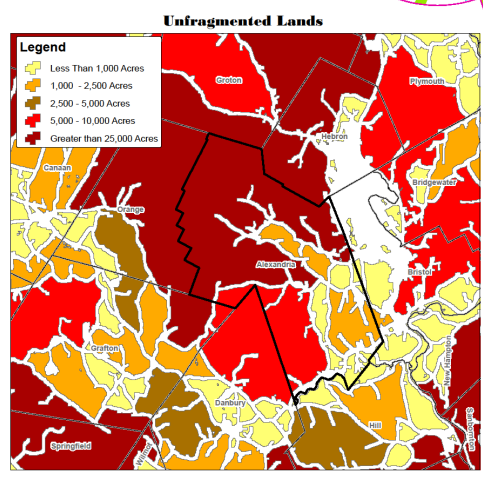 Unfragmented Lands
Legend
Less Than 1,000 Acres
1,000 - 2,500 Acres
2,500 - 5,000 Acres
5,000 - 10,000 Acres
Greater than 25,000 Acres
Groton
Plymouth
Hebron
Canaan
Bridgewater
Orange
Alexandria
Bristol
Grafton
New Hampton
Danbury
Sanbornton
Hill
Springfield
Wilmot